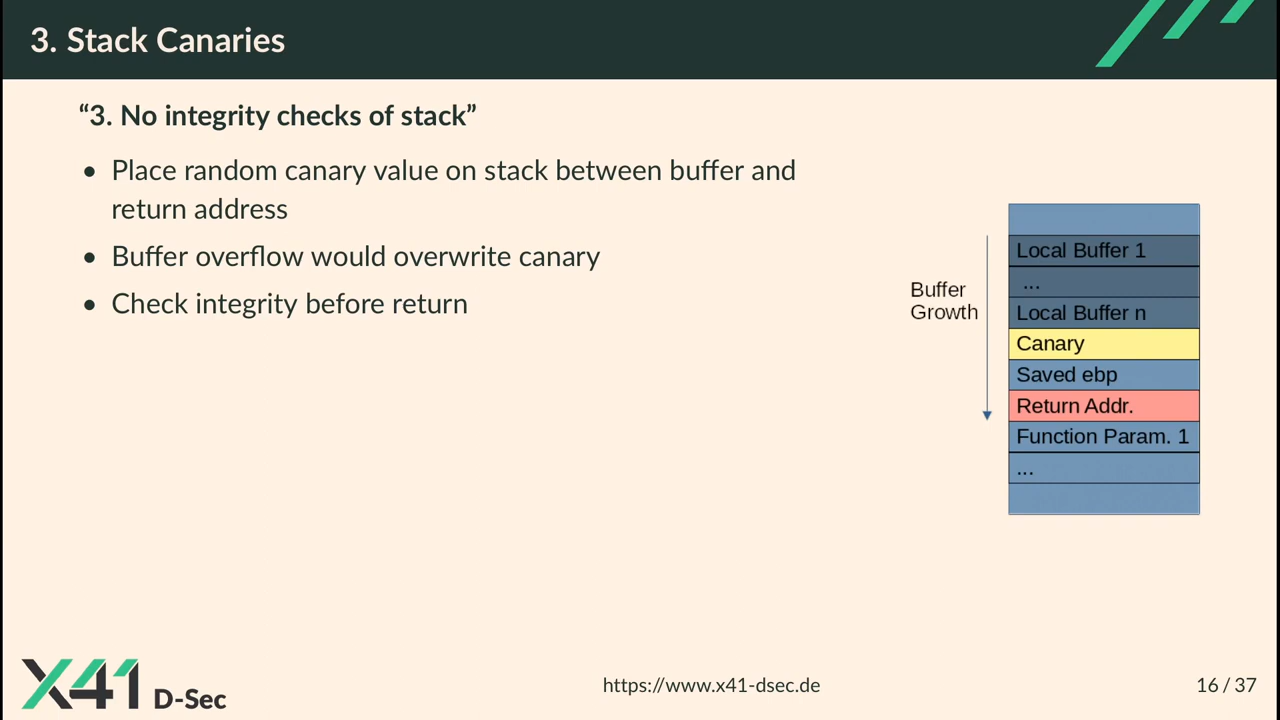 3. Stack Canaries
“3. No integrity checks of stack”
• Place random canary value on stack between buffer and
return address
• Buffer overflow would overwrite canary
• Check integrity before return
Buffer
Growth
Local Buffer 1
...
Local Buffer n
Canary
Saved ebp
Return Addr.
Function Param. 1
...
X41 D-Sec
https://www.x41-dsec.de
16 / 37